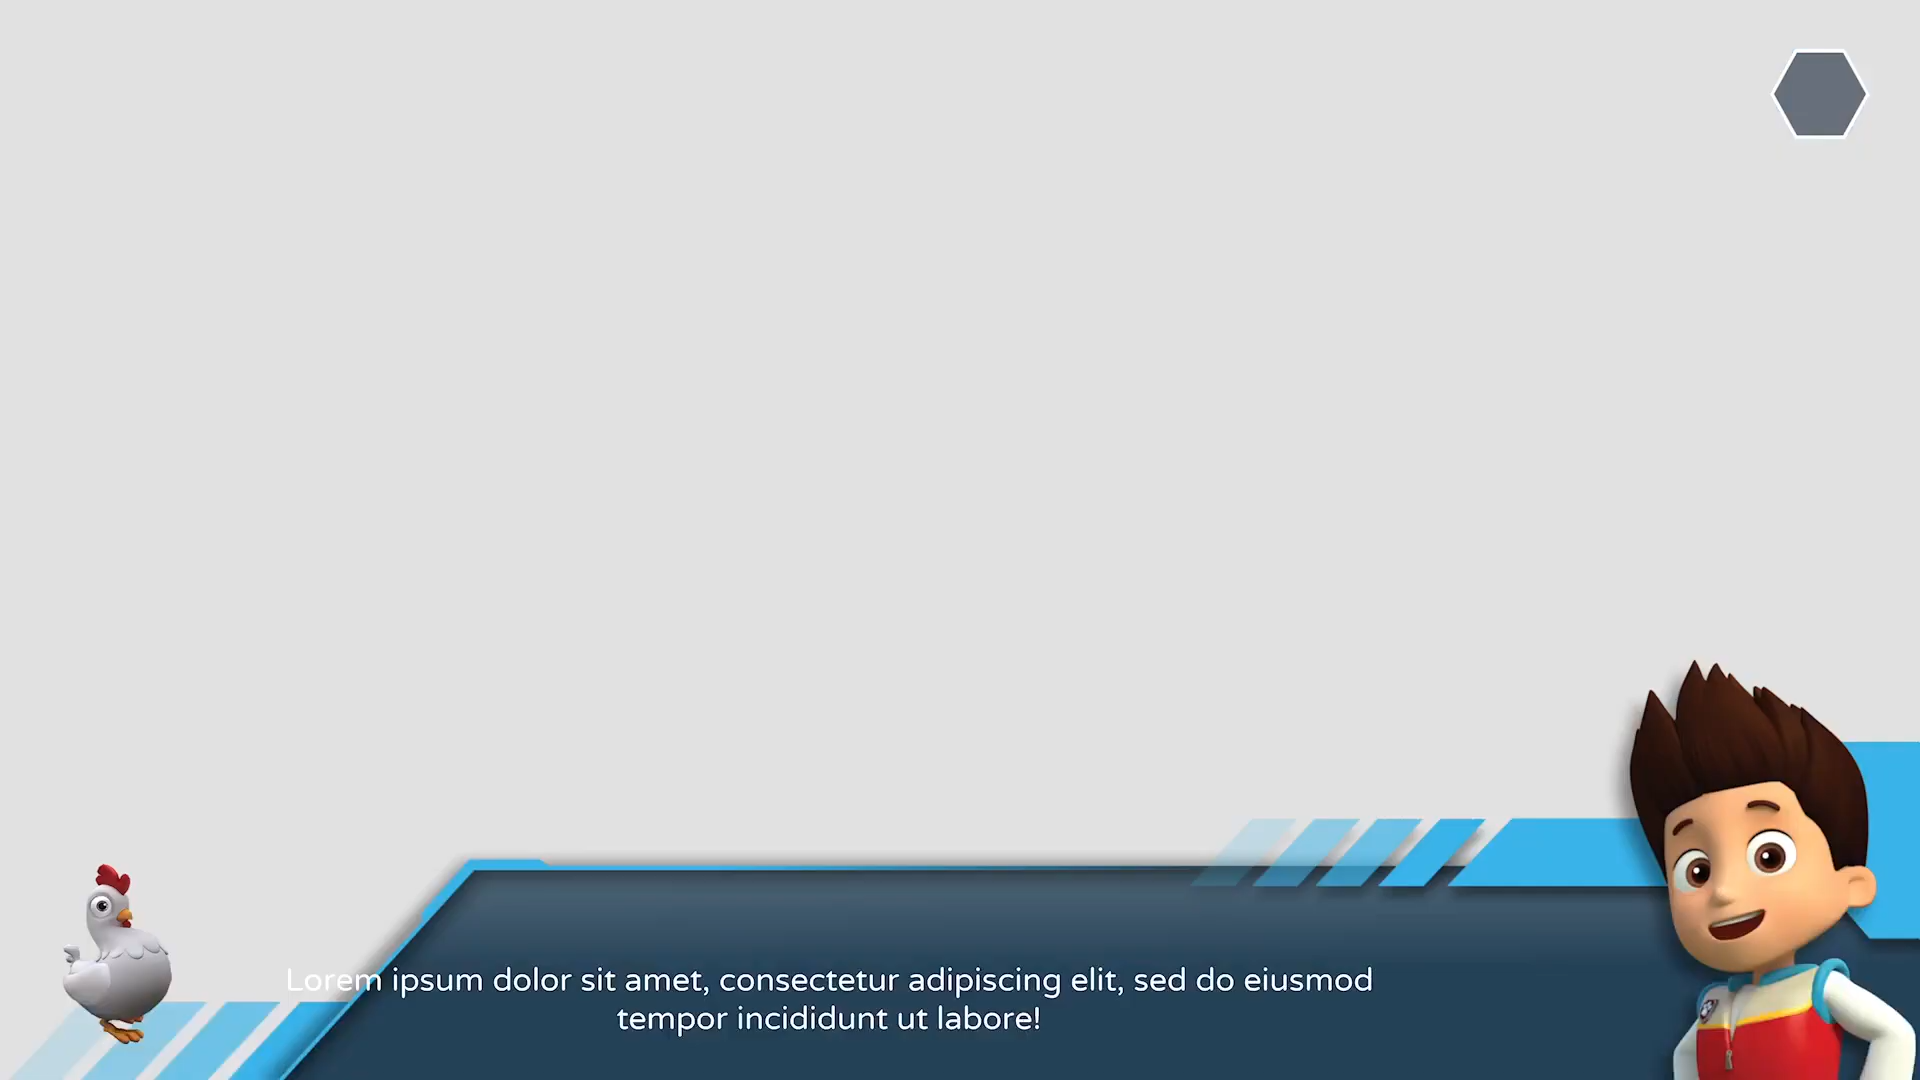 Lorem ipsum dolor sit amet, consectetur adipiscing elit, sed do eiusmod
tempor incididunt ut labore!